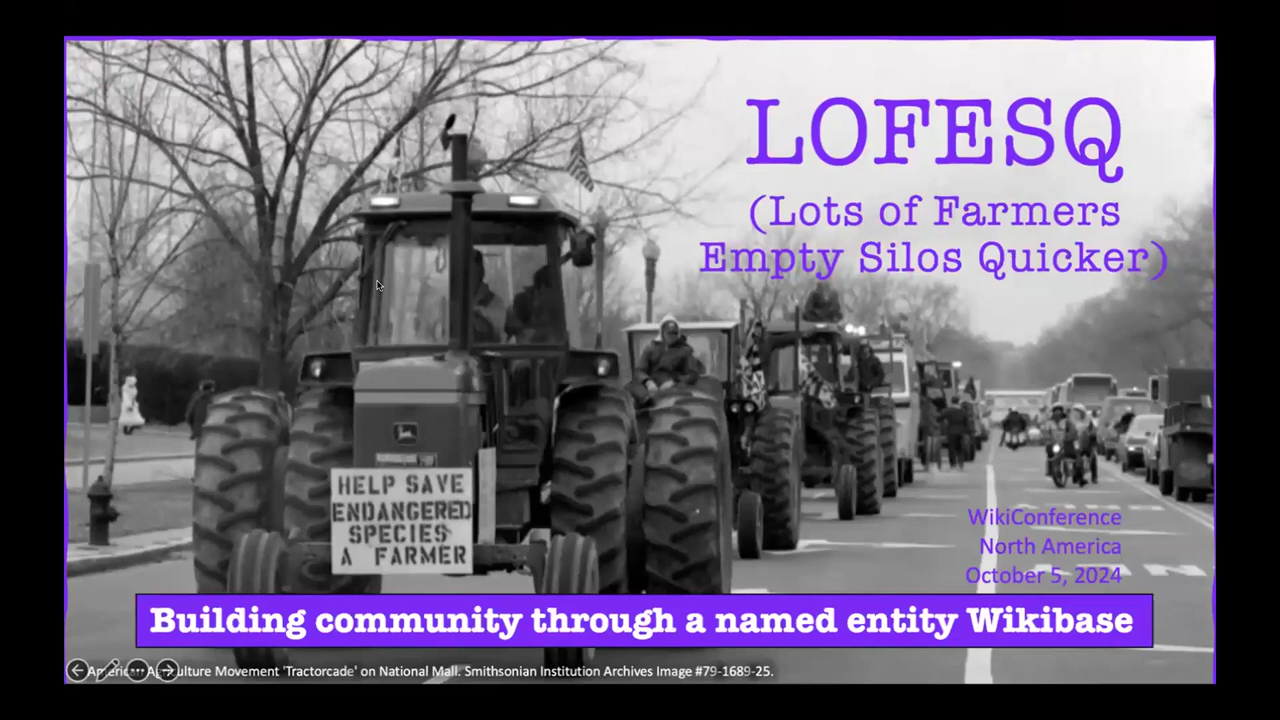 LOFESQ
(Lots of Farmers
Empty Silos Quicker)
HELP SAVE
ENDANGERED
SPECIES
A FARMER
WikiConference
North America
October 5, 2024
Building community through a named entity Wikibase
American Agriculture Movement 'Tractorcade' on National Mall. Smithsonian Institution Archives Image #79-1689-25.